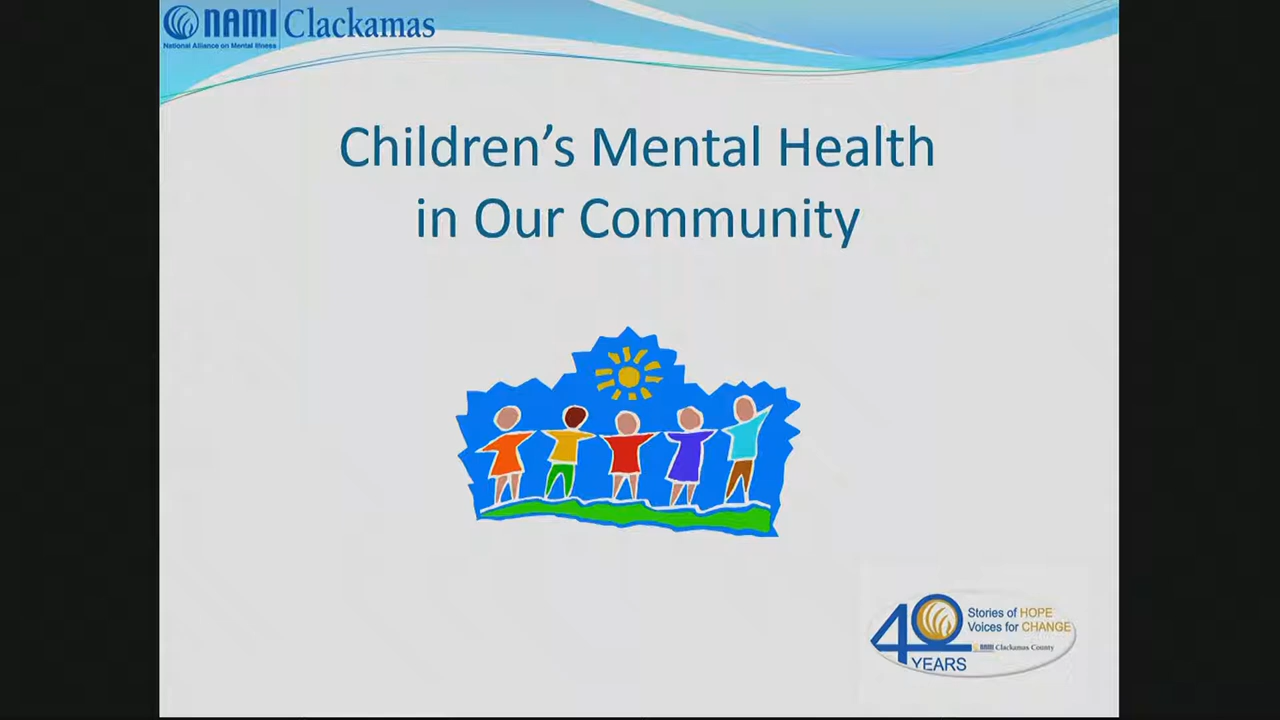 NAMI Clackamas
National Alliance on Mental Illness
Children's Mental Health
in Our Community
40
YEARS
Stories of HOPE
Voices for CHANGE
NAMI Clackamas County